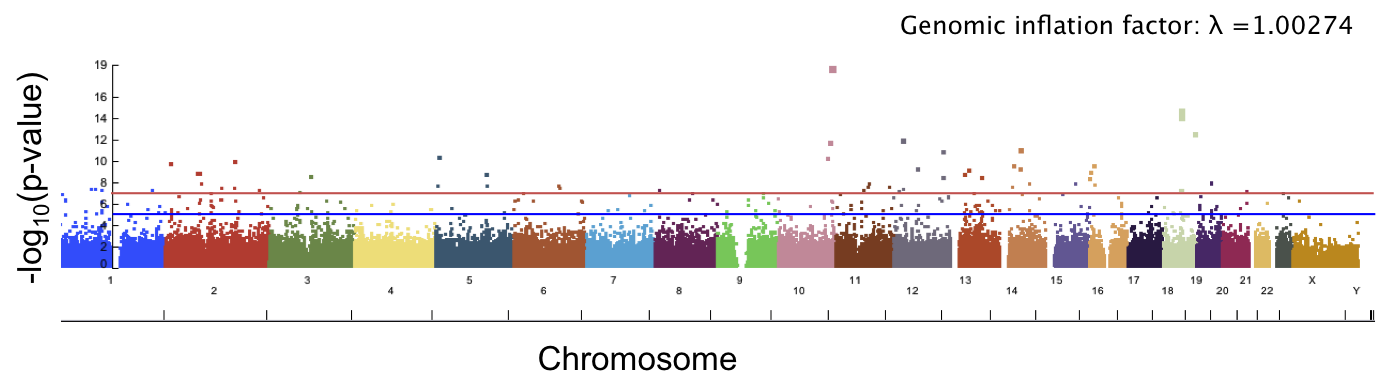 Genomic inflation factor: λ =1.00274
-log10(p-value)
19
16
14
12
10
8
6
4
2
0
1 2 3 4 5 6 7 8 9 10 11 12 13 14 15 16 17 18 19 20 21 22 X Y
Chromosome